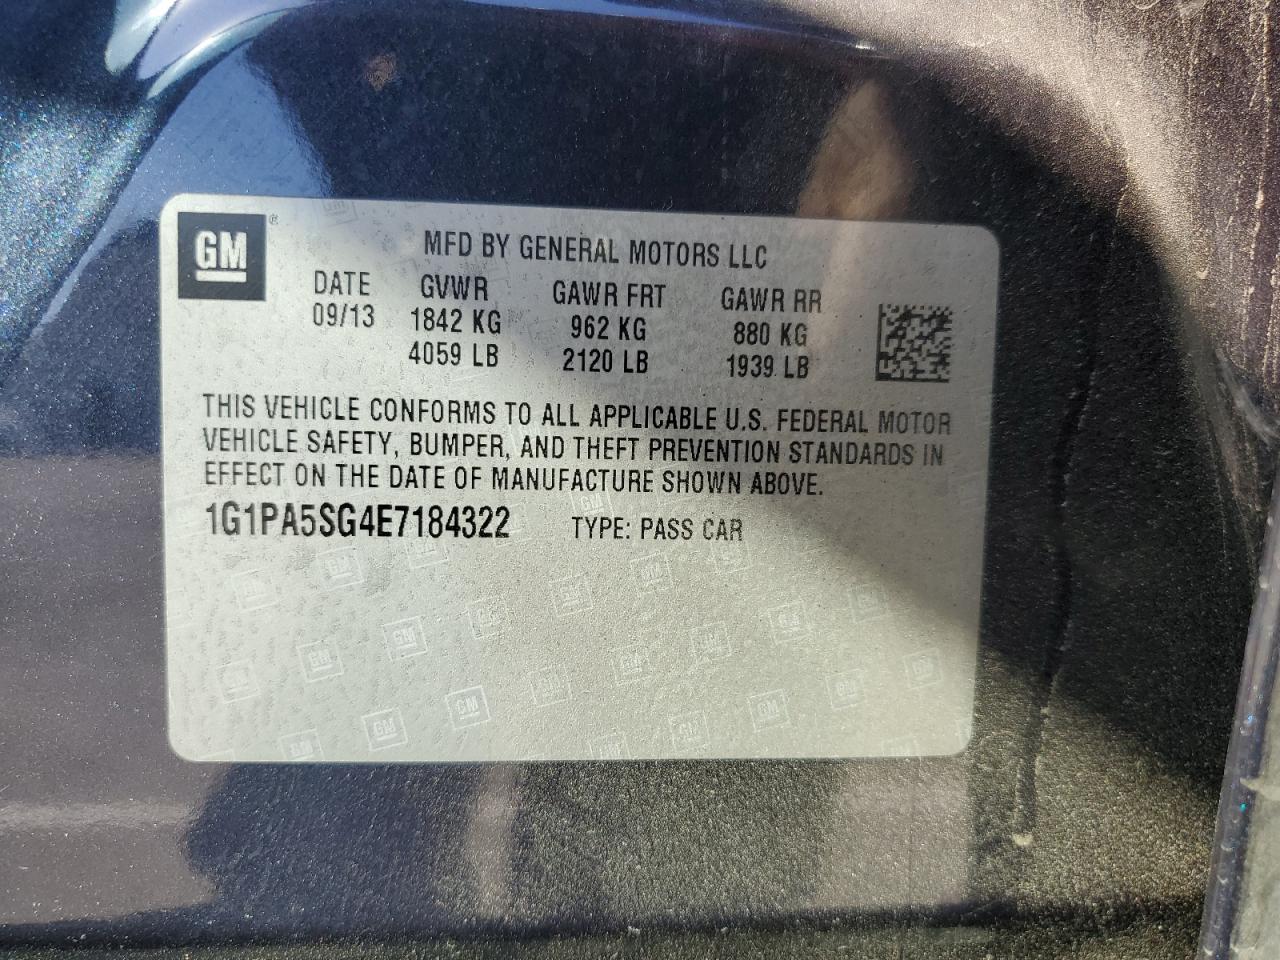 GM ®
MFD BY GENERAL MOTORS LLC
DATE GVWR GAWR FRT GAWR RR
09/13 1842 KG 962 KG 880 KG
4059 LB 2120 LB 1939 LB
THIS VEHICLE CONFORMS TO ALL APPLICABLE U.S. FEDERAL MOTOR
VEHICLE SAFETY, BUMPER, AND THEFT PREVENTION STANDARDS IN
EFFECT ON THE DATE OF MANUFACTURE SHOWN ABOVE.
1G1PA5SG4E7184322 TYPE: PASS CAR